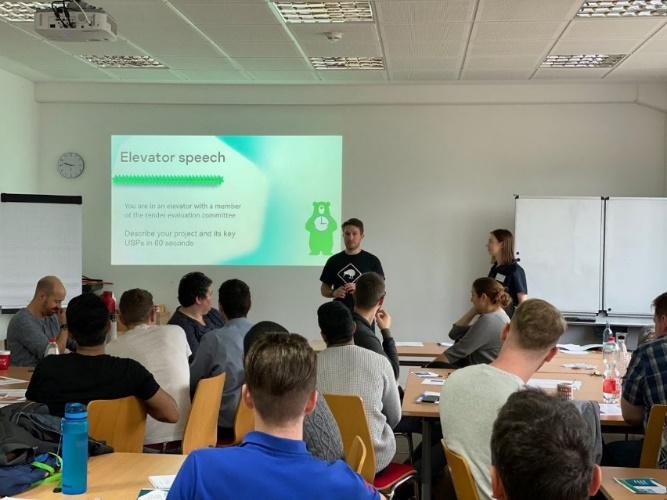 Elevator speech
You are in an elevator with a member
of the tender evaluation committee
Describe your project and its key
USPs in 60 seconds